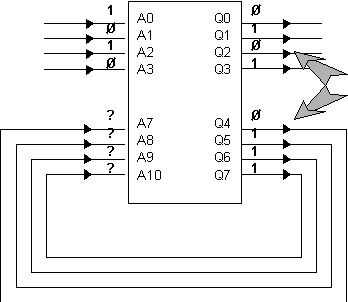 1 A0 Q0 Ø
Ø A1 Q1 1
1 A2 Q2 Ø
Ø A3 Q3 1
? A7 Q4 Ø
? A8 Q5 1
? A9 Q6 1
? A10 Q7 1